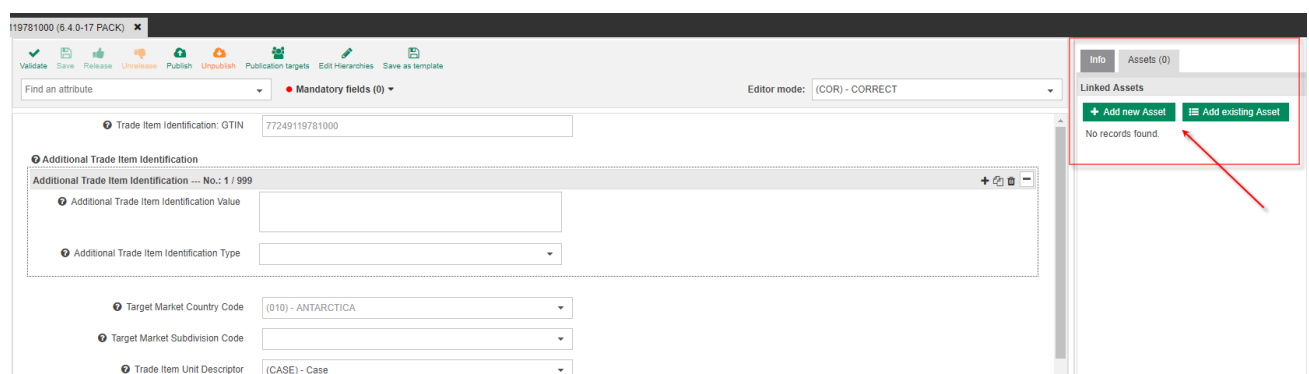 119781000 (6.4.0-17 PACK) ✖
Validate Save Release Unrelease Publish Unpublish Publication targets Edit Hierarchies Save as template
Info Assets (0)
Find an attribute
Mandatory fields (0)
Editor mode: (COR) - CORRECT
Linked Assets
+ Add new Asset Add existing Asset
No records found.
Trade Item Identification: GTIN 77249119781000
Additional Trade Item Identification
Additional Trade Item Identification --- No.: 1 / 999
Additional Trade Item Identification Value
Additional Trade Item Identification Type
Target Market Country Code (010) - ANTARCTICA
Target Market Subdivision Code
Trade Item Unit Descriptor (CASE) - Case